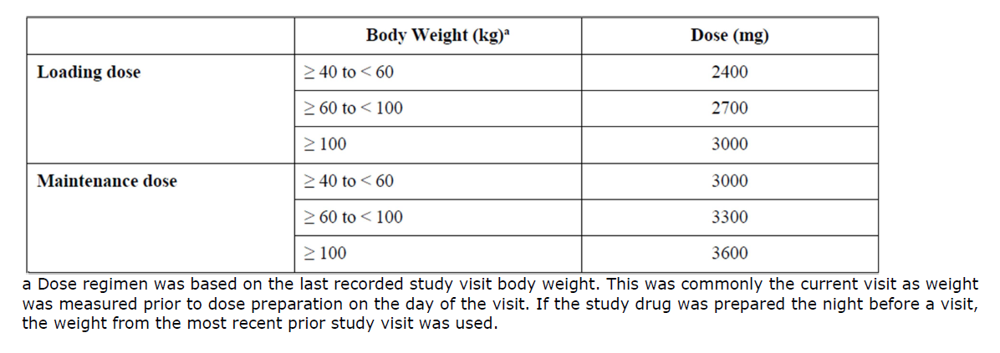 Body Weight (kg)ª Dose (mg)
Loading dose ≥ 40 to < 60 2400
≥ 60 to < 100 2700
≥ 100 3000
Maintenance dose ≥ 40 to < 60 3000
≥ 60 to < 100 3300
≥ 100 3600
a Dose regimen was based on the last recorded study visit body weight. This was commonly the current visit as weight
was measured prior to dose preparation on the day of the visit. If the study drug was prepared the night before a visit,
the weight from the most recent prior study visit was used.